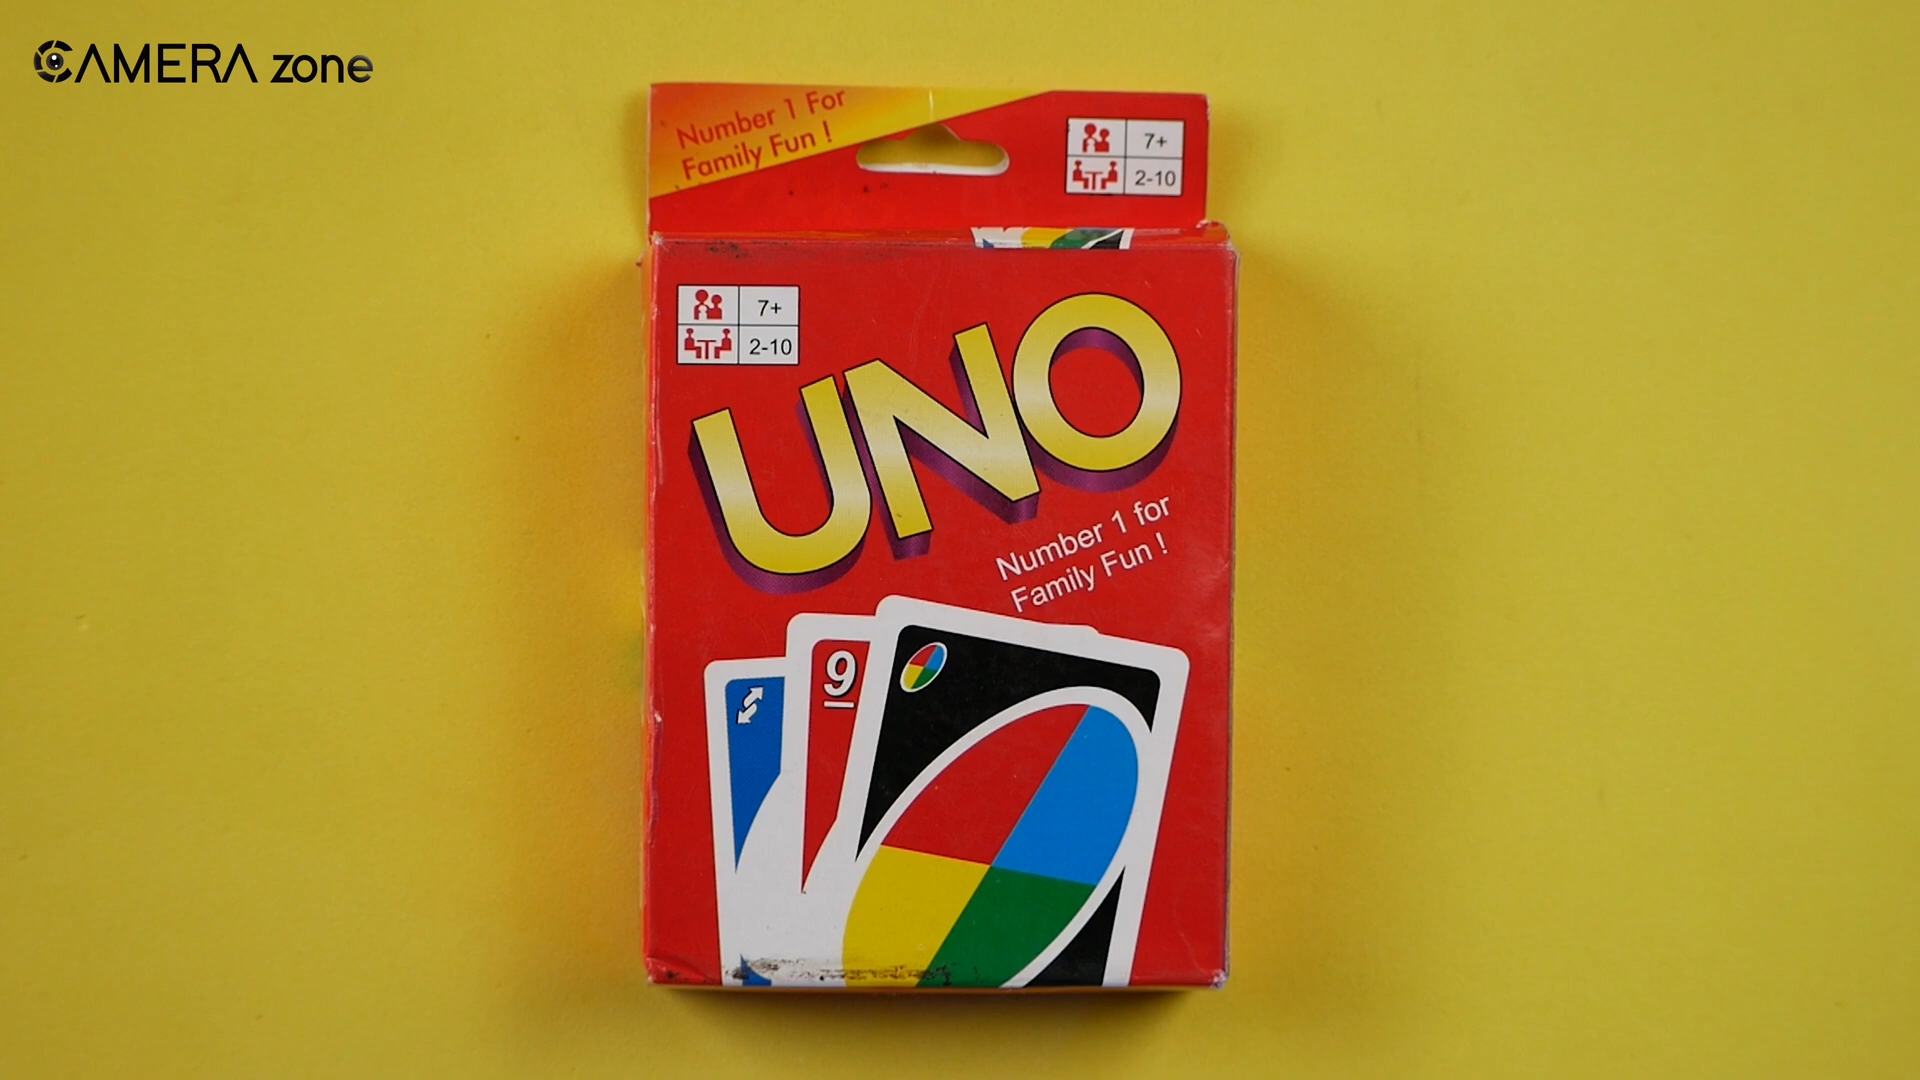 CAMERA zone
Number 1 For
Family Fun !
7+
2-10
7+
2-10
UNO
Number 1 for
Family Fun !
9